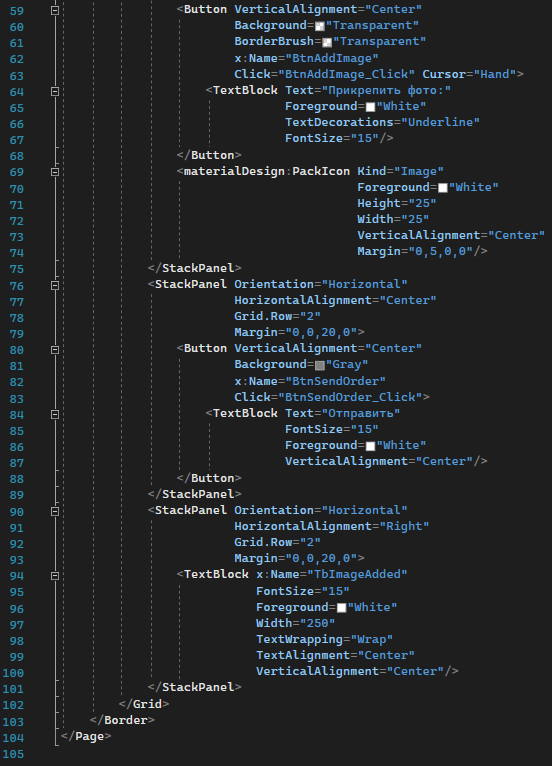 59 <Button VerticalAlignment="Center"
60 Background="Transparent"
61 BorderBrush="Transparent"
62 x:Name="BtnAddImage"
63 Click="BtnAddImage_Click" Cursor="Hand">
64 <TextBlock Text="Прикрепить фото:"
65 Foreground="White"
66 TextDecorations="Underline"
67 FontSize="15"/>
68 </Button>
69 <materialDesign:PackIcon Kind="Image"
70 Foreground="White"
71 Height="25"
72 Width="25"
73 VerticalAlignment="Center"
74 Margin="0,5,0,0"/>
75 </StackPanel>
76 <StackPanel Orientation="Horizontal"
77 HorizontalAlignment="Center"
78 Grid.Row="2"
79 Margin="0,0,20,0">
80 <Button VerticalAlignment="Center"
81 Background="Gray"
82 x:Name="BtnSendOrder"
83 Click="BtnSendOrder_Click">
84 <TextBlock Text="Отправить"
85 FontSize="15"
86 Foreground="White"
87 VerticalAlignment="Center"/>
88 </Button>
89 </StackPanel>
90 <StackPanel Orientation="Horizontal"
91 HorizontalAlignment="Right"
92 Grid.Row="2"
93 Margin="0,0,20,0">
94 <TextBlock x:Name="TbImageAdded"
95 FontSize="15"
96 Foreground="White"
97 Width="250"
98 TextWrapping="Wrap"
99 TextAlignment="Center"
100 VerticalAlignment="Center"/>
101 </StackPanel>
102 </Grid>
103 </Border>
104 </Page>
105